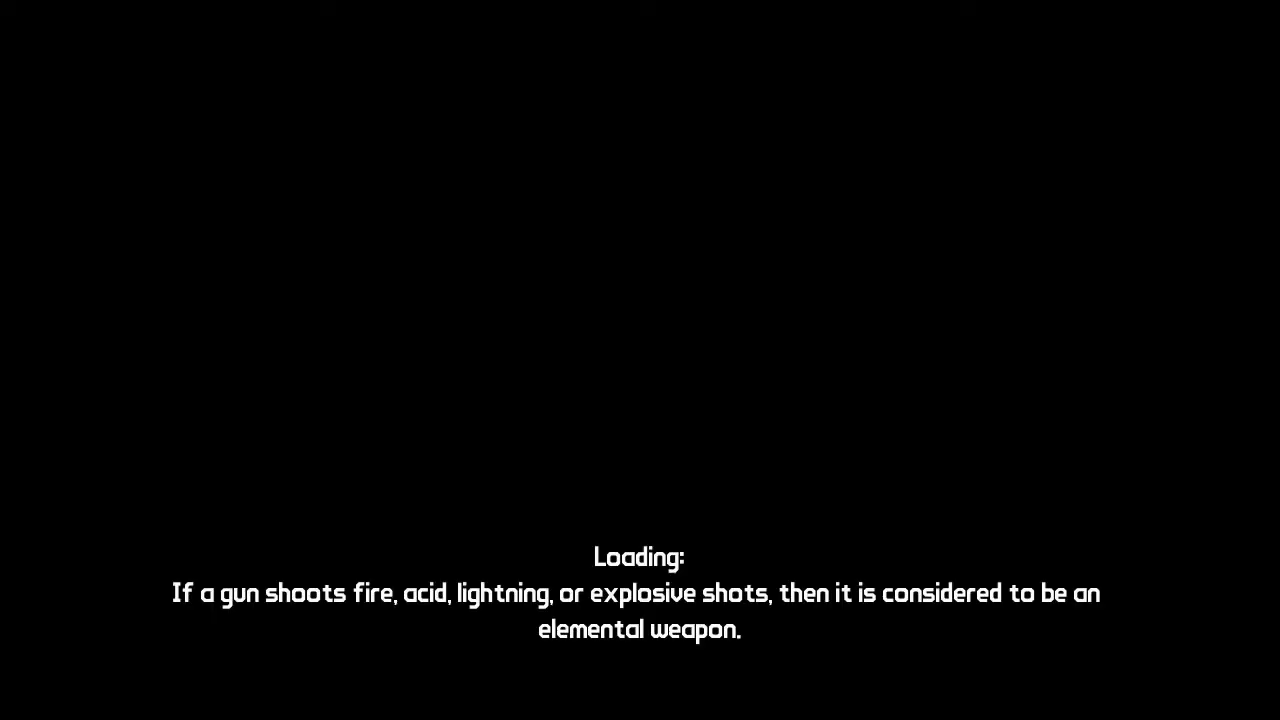 Loading:
If a gun shoots fire, acid, lightning, or explosive shots, then it is considered to be an
elemental weapon.